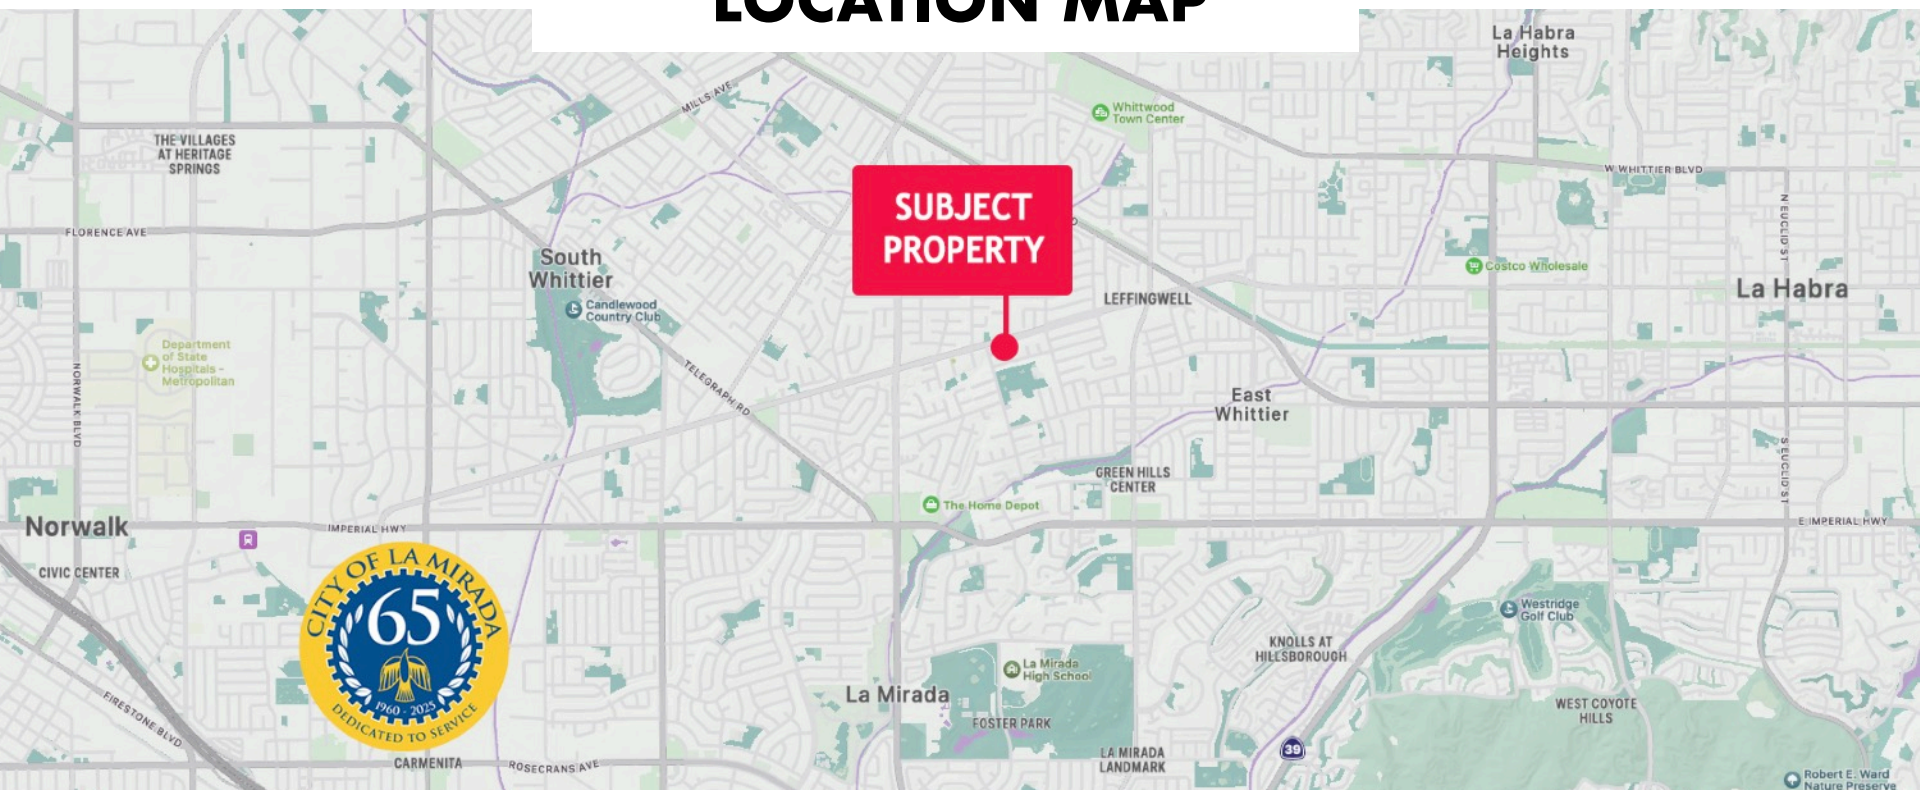 LOCATION MAP
La Habra
Heights
MILLS AVE
Whittwood
Town Center
THE VILLAGES
AT HERITAGE
SPRINGS
W WHITTIER BLVD
SUBJECT
PROPERTY
N EUCLID ST
FLORENCE AVE
South
Whittier
Costco Wholesale
La Habra
LEFFINGWELL
Candlewood
Country Club
Department
of State
Hospitals -
Metropolitan
NORWALK BLVD
TELEGRAPH RD
East
Whittier
S EUCLID ST
GREEN HILLS
CENTER
The Home Depot
Norwalk
IMPERIAL HWY
E IMPERIAL HWY
CIVIC CENTER
CITY OF LA MIRADA
65
1960 - 2025
DEDICATED TO SERVICE
Westridge
Golf Club
KNOLLS AT
HILLSBOROUGH
La Mirada
High School
La Mirada
FOSTER PARK
WEST COYOTE
HILLS
FIRESTONE BLVD
39
LA MIRADA
LANDMARK
CARMENITA
ROSECRANS AVE
Robert E. Ward
Nature Preserve